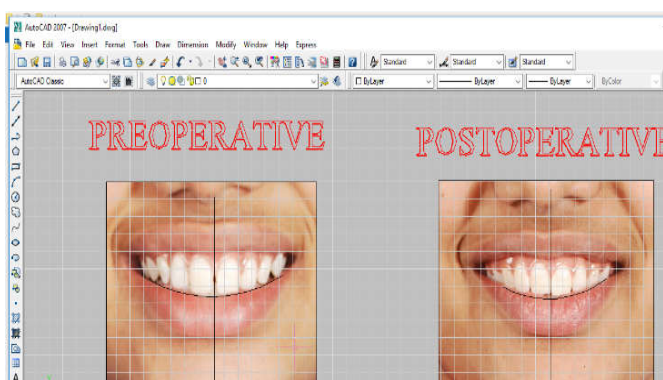 AutoCAD 2007 - [Drawing1.dwg]
File Edit View Insert Format Tools Draw Dimension Modify Window Help Express
Standard Standard Standard
AutoCAD Classic 0 ByLayer ByLayer ByLayer ByColor
PREOPERATIVE POSTOPERATIVE
A